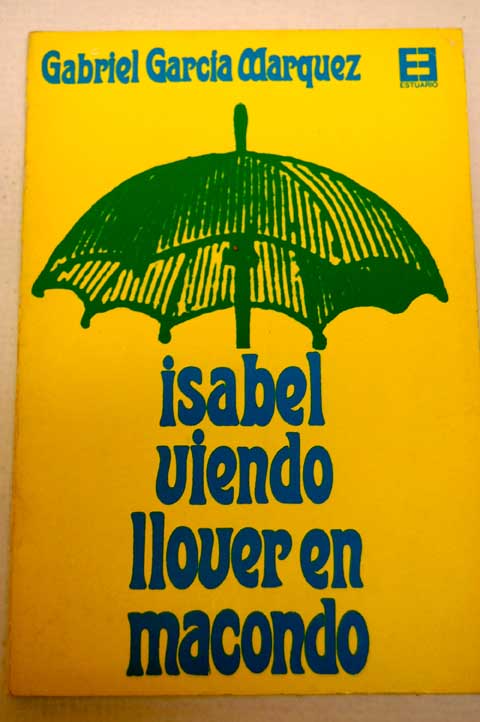 Gabriel García Marquez
ESTUARIO
isabel
viendo
llover en
macondo